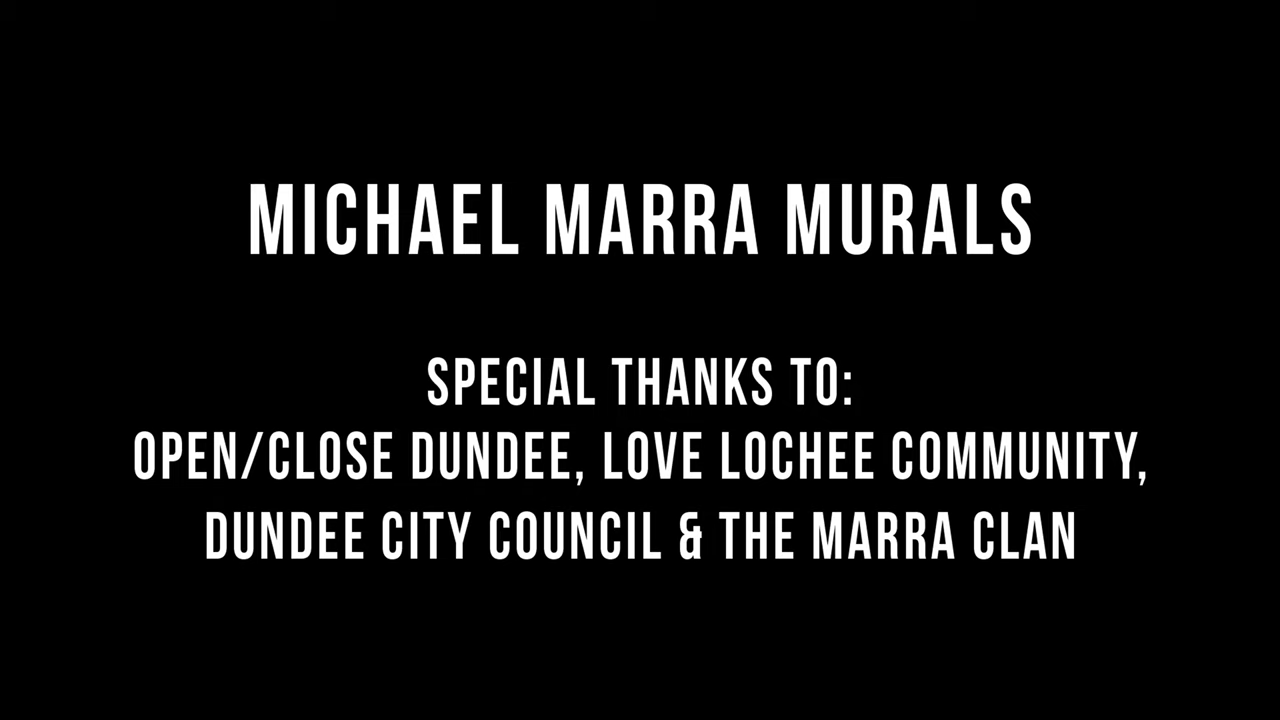 MICHAEL MARRA MURALS
SPECIAL THANKS TO:
OPEN/CLOSE DUNDEE, LOVE LOCHEE COMMUNITY,
DUNDEE CITY COUNCIL & THE MARRA CLAN